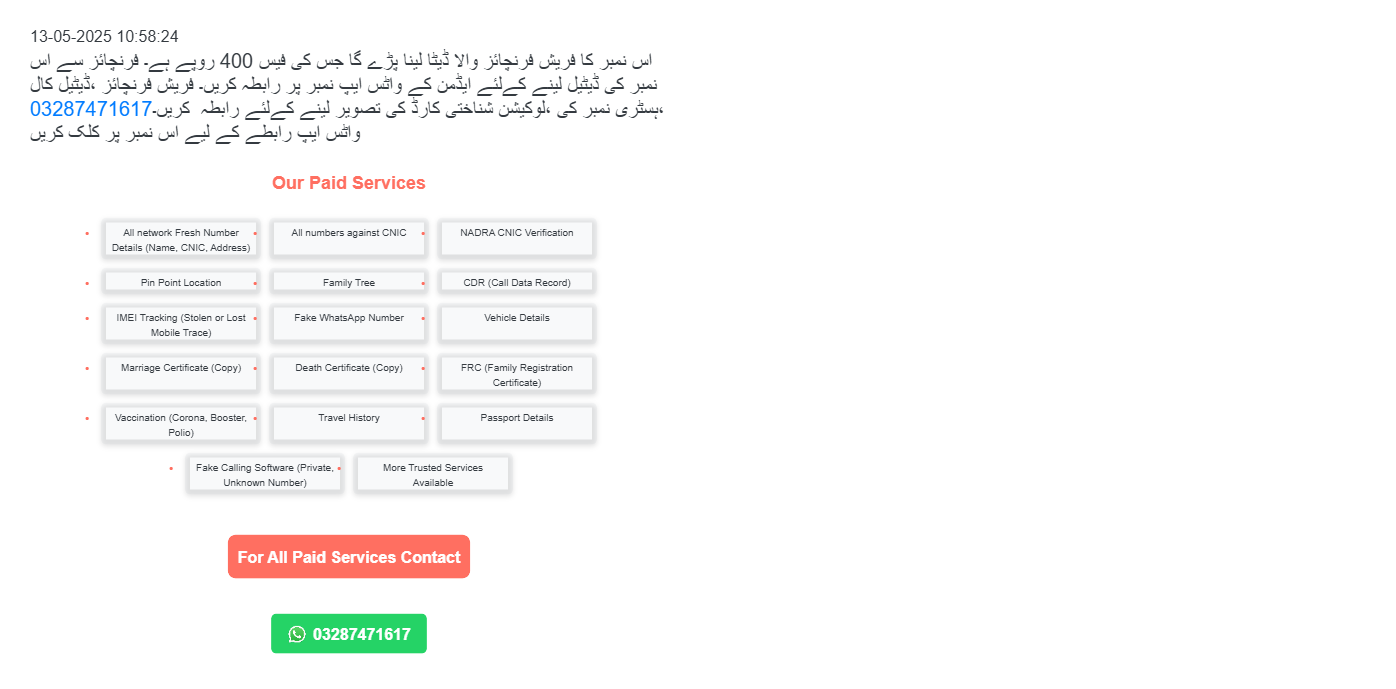 13-05-2025 10:58:24
اس نمبر کا فریش فرنچائز والا ڈیٹا لینا پڑے گا جس کی فیس 400 روپے ہے۔ فرنچائز سے اس
نمبر کی ڈیٹیل لینے کےلئے ایڈمن کے واٹس ایپ نمبر پر رابطہ کریں۔ فریش فرنچائز ،ڈیٹیل کال
،ہسٹری نمبر کی ،لوکیشن شناختی کارڈ کی تصویر لینے کےلئے رابطہ کریں۔03287471617
واٹس ایپ رابطے کے لیے اس نمبر پر کلک کریں
Our Paid Services
All network Fresh Number
Details (Name, CNIC, Address)
All numbers against CNIC
NADRA CNIC Verification
Pin Point Location
Family Tree
CDR (Call Data Record)
IMEI Tracking (Stolen or Lost
Mobile Trace)
Fake WhatsApp Number
Vehicle Details
Marriage Certificate (Copy)
Death Certificate (Copy)
FRC (Family Registration
Certificate)
Vaccination (Corona, Booster,
Polio)
Travel History
Passport Details
Fake Calling Software (Private,
Unknown Number)
More Trusted Services
Available
For All Paid Services Contact
03287471617